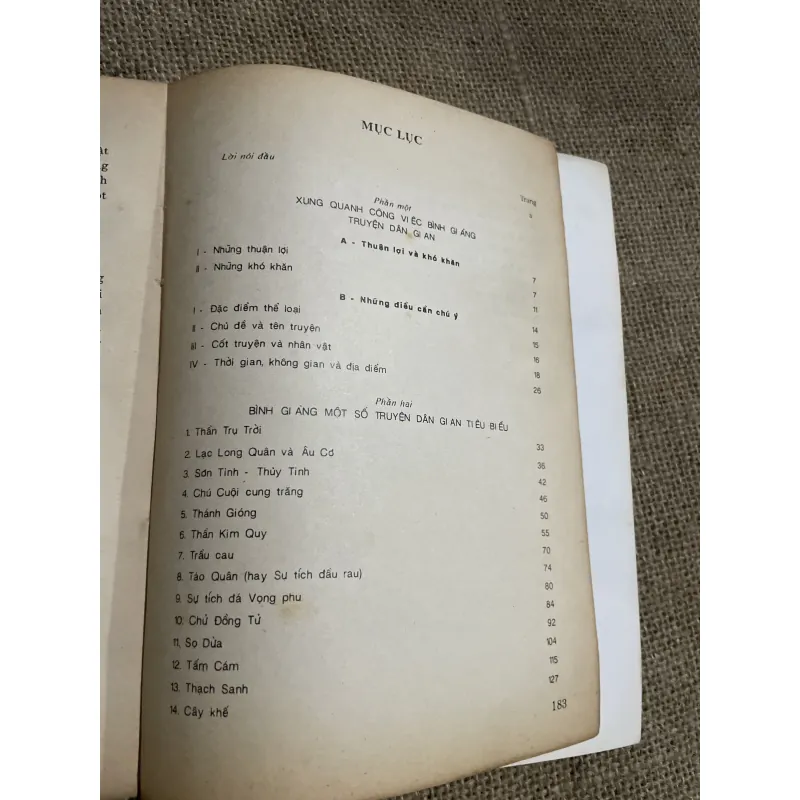 ật
g
h
ột
g
i
n
MỤC LỤC
Trang
Lời nói đầu
Phần một
XUNG QUANH CÔNG VIỆC BÌNH GIẢNG
TRUYỆN DÂN GIAN
A - Thuận lợi và khó khăn 7
I - Những thuận lợi 7
II - Những khó khăn 11
B - Những điều cần chú ý 14
I - Đặc điểm thể loại 15
II - Chủ đề và tên truyện 16
III - Cốt truyện và nhân vật 18
IV - Thời gian, không gian và địa điểm 26
Phần hai
BÌNH GIẢNG MỘT SỐ TRUYỆN DÂN GIAN TIÊU BIỂU
1. Thần Trụ Trời 33
2. Lạc Long Quân và Âu Cơ 36
3. Sơn Tinh - Thủy Tinh 42
4. Chú Cuội cung trăng 46
5. Thánh Gióng 50
6. Thần Kim Quy 55
7. Trầu cau 70
8. Táo Quân (hay Sự tích đầu rau) 74
9. Sự tích đá Vọng phu 80
10. Chử Đồng Tử 84
11. Sọ Dừa 92
12. Tấm Cám 104
13. Thạch Sanh 115
14. Cây khế 127
183